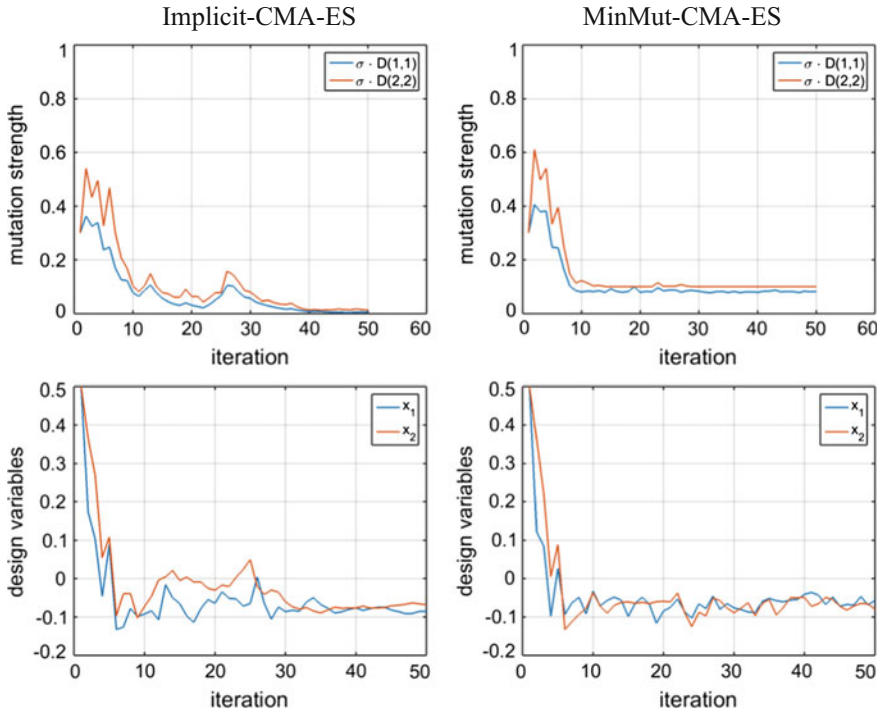 Implicit-CMA-ES
MinMut-CMA-ES
1
0.8
0.6
0.4
0.2
0
0 10 20 30 40 50 60
mutation strength
iteration
σ · D(1,1)
σ · D(2,2)
1
0.8
0.6
0.4
0.2
0
0 10 20 30 40 50 60
mutation strength
iteration
σ · D(1,1)
σ · D(2,2)
0.5
0.4
0.3
0.2
0.1
0
-0.1
-0.2
0 10 20 30 40 50
design variables
iteration
x1
x2
0.5
0.4
0.3
0.2
0.1
0
-0.1
-0.2
0 10 20 30 40 50
design variables
iteration
x1
x2